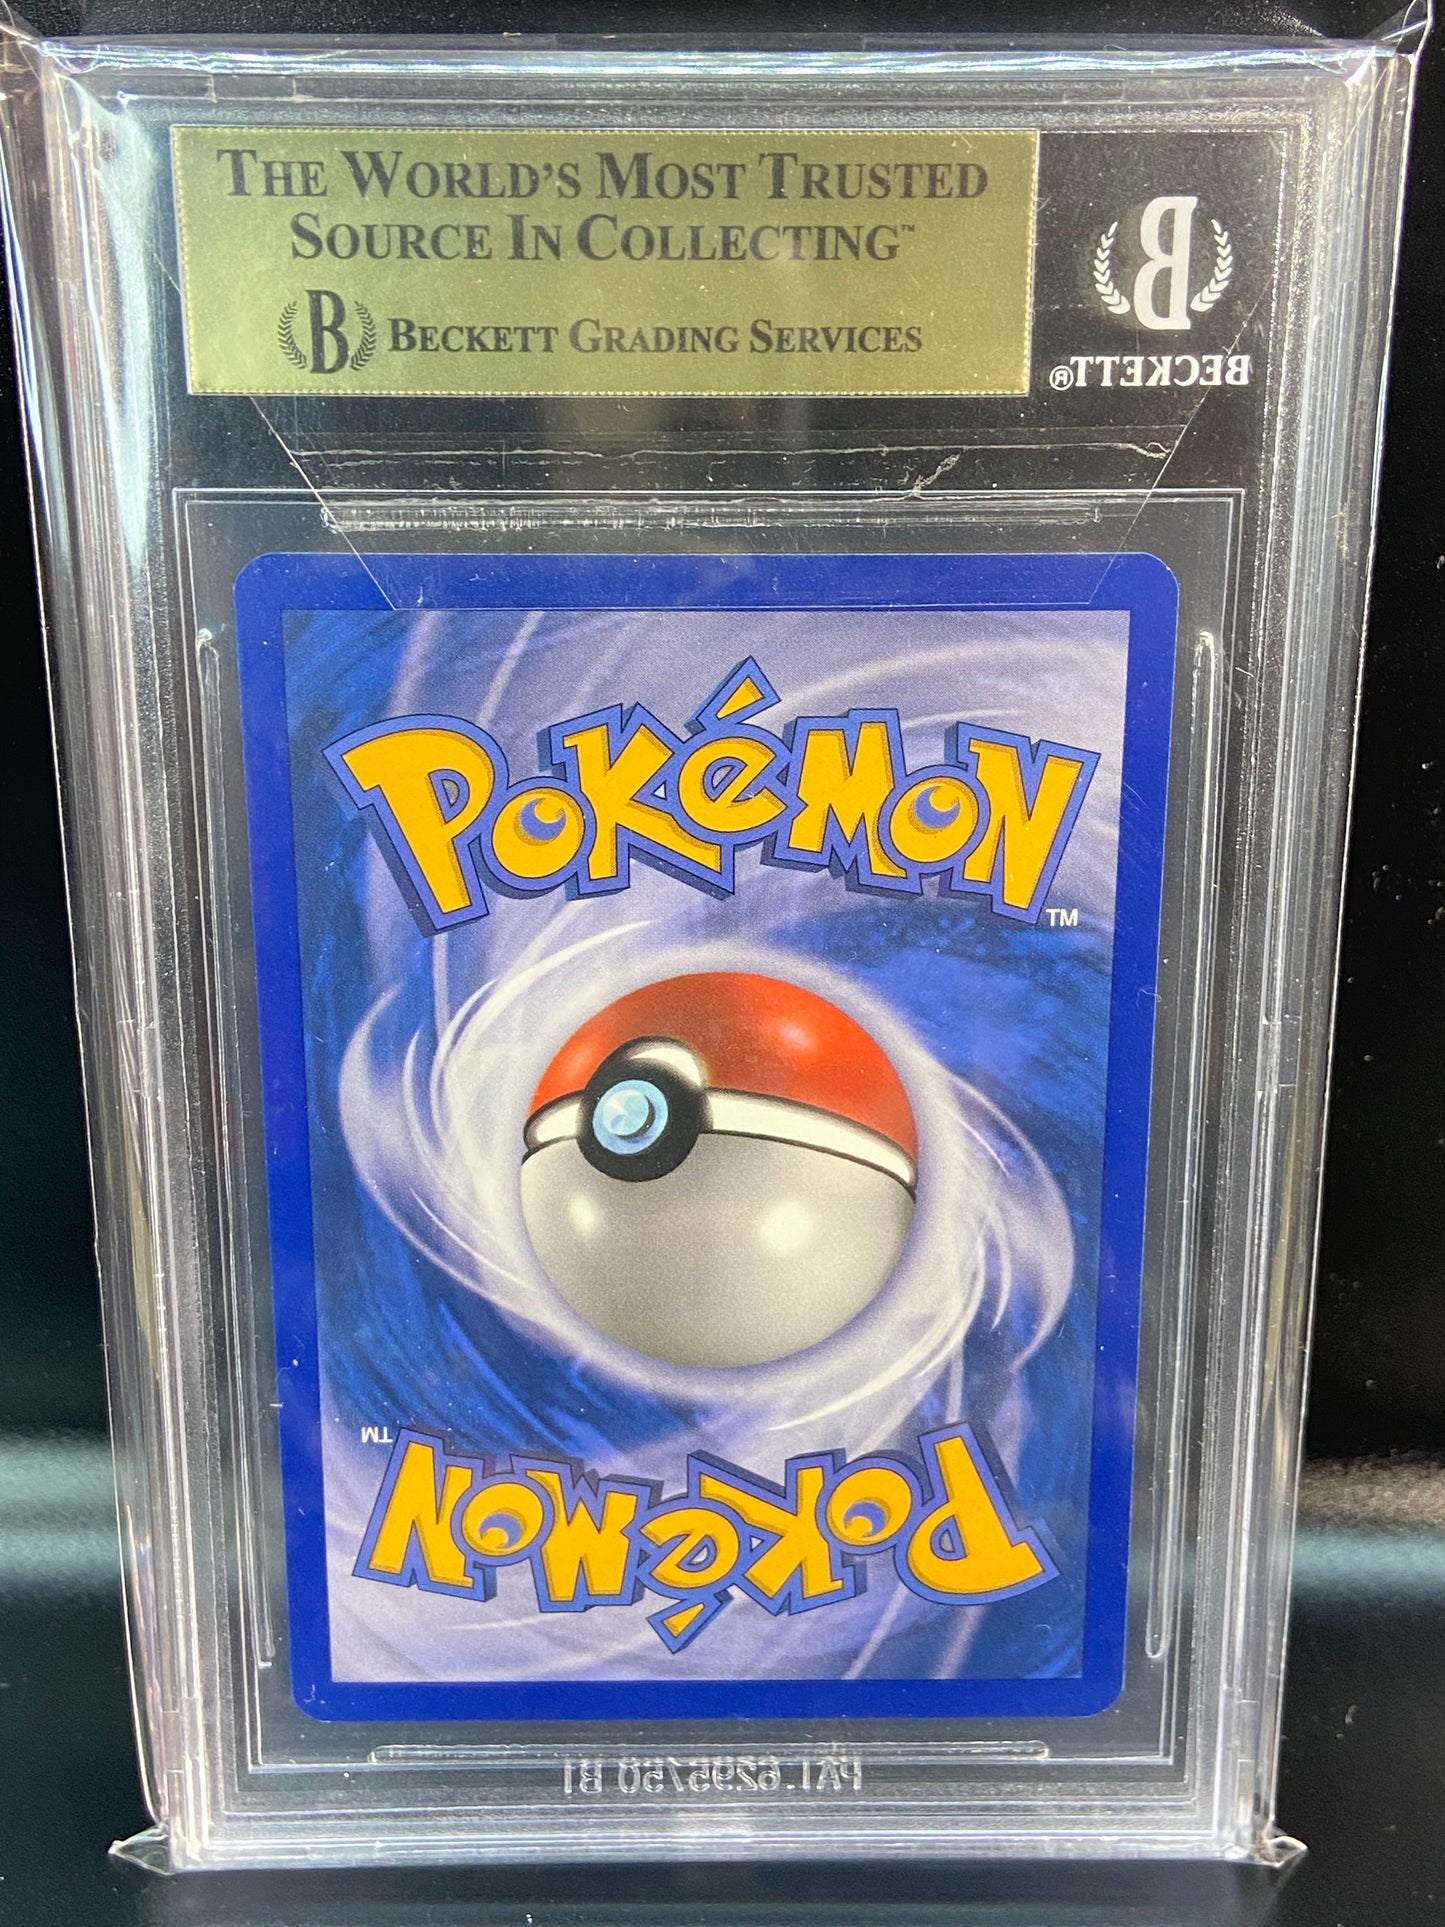 THE WORLD'S MOST TRUSTED
SOURCE IN COLLECTING™
B BECKETT GRADING SERVICES
B
BECKETT®
POKéMON
TM
POKéMON
TM
PAT. 6295750 B1